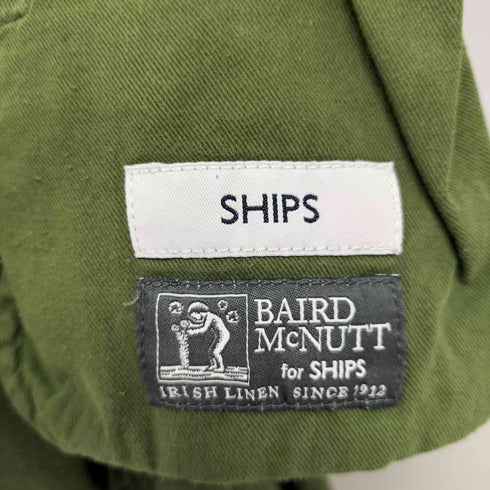 SHIPS
BAIRD
McNUTT
for SHIPS
IRISH LINEN SINCE 1912